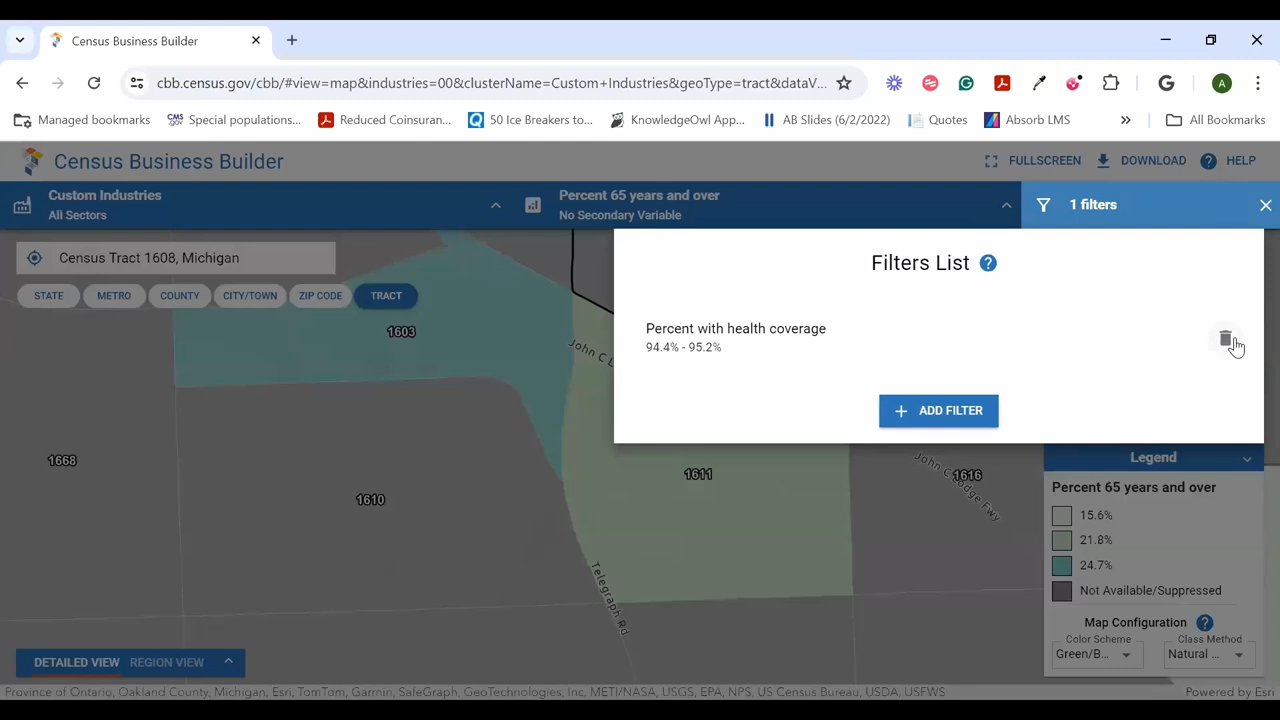 Census Business Builder
cbb.census.gov/cbb/#view=map&industries=00&clusterName=Custom+Industries&geoType=tract&dataV...
G
A
Managed bookmarks
CMS
Special populations...
Reduced Coinsuran...
Q
50 Ice Breakers to...
KnowledgeOwl App...
AB Slides (6/2/2022)
Quotes
Absorb LMS
»
All Bookmarks
Census Business Builder
FULLSCREEN
DOWNLOAD
? HELP
Custom Industries
All Sectors
Percent 65 years and over
No Secondary Variable
1 filters
Census Tract 1608, Michigan
STATE
METRO
COUNTY
CITY/TOWN
ZIP CODE
TRACT
Filters List ?
Percent with health coverage
94.4% - 95.2%
+ ADD FILTER
1603
John C L
1668
1610
1611
John C Lodge Fwy
1616
Telegraph Rd
Legend
Percent 65 years and over
15.6%
21.8%
24.7%
Not Available/Suppressed
Map Configuration ?
Color Scheme
Green/B...
Class Method
Natural ...
DETAILED VIEW
REGION VIEW
Province of Ontario, Oakland County, Michigan, Esri, TomTom, Garmin, SafeGraph, GeoTechnologies, Inc, METI/NASA, USGS, EPA, NPS, US Census Bureau, USDA, USFWS
Powered by Esri